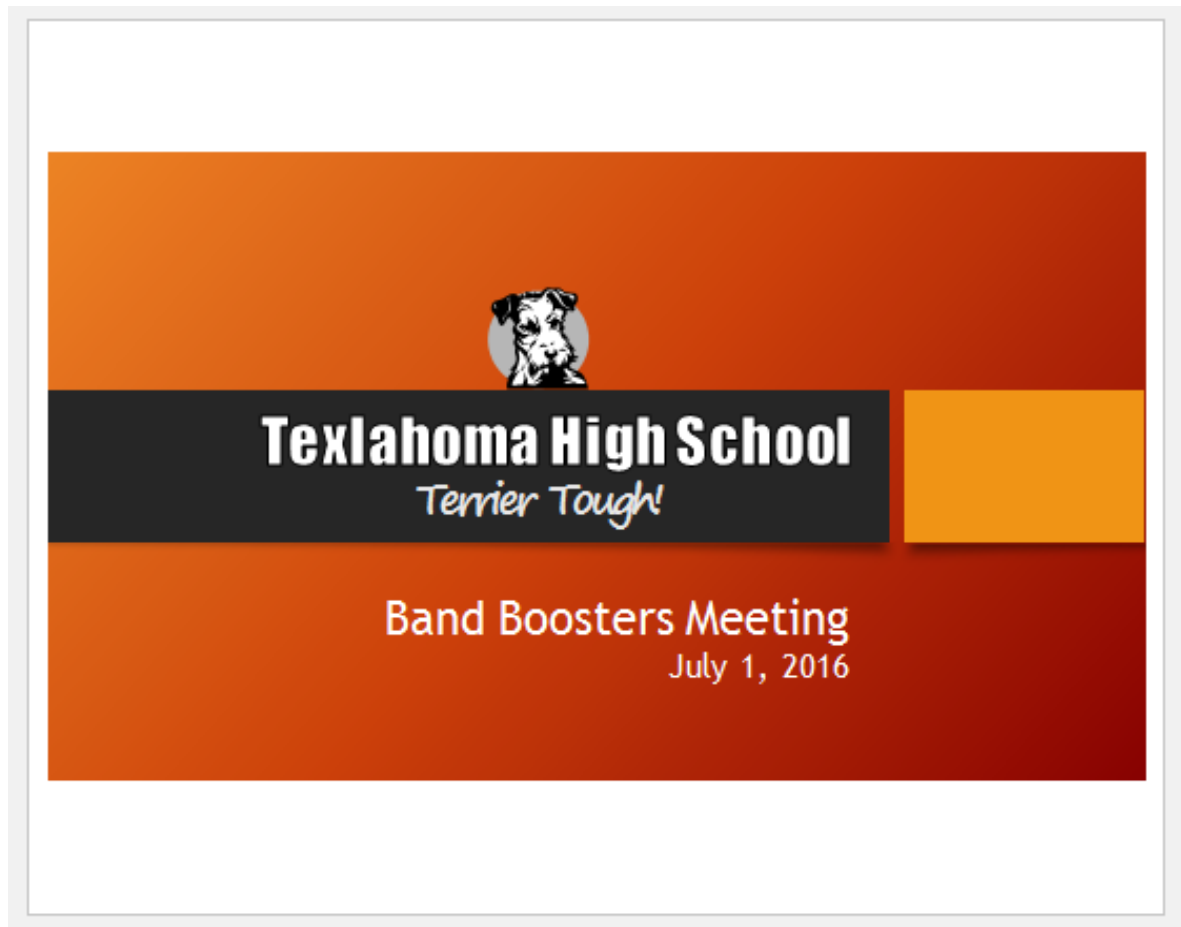 Texlahoma High School
Terrier Tough!
Band Boosters Meeting
July 1, 2016